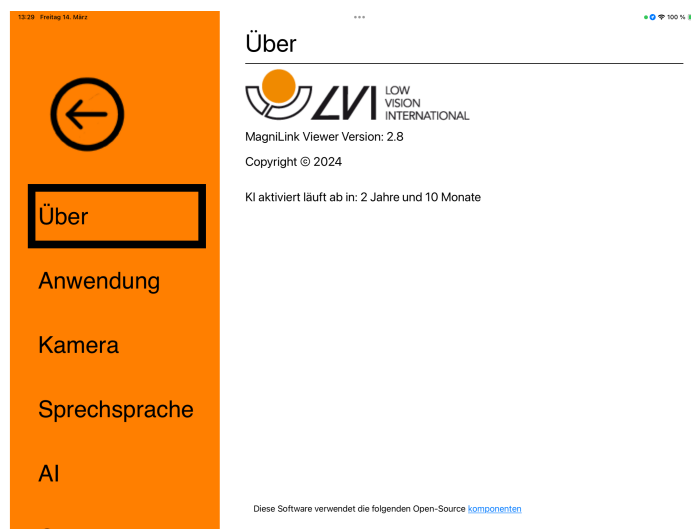 13:29 Freitag 14. März
100 %
Über
Anwendung
Kamera
Sprechsprache
AI
Über
LVI LOW
VISION
INTERNATIONAL
MagniLink Viewer Version: 2.8
Copyright © 2024
KI aktiviert läuft ab in: 2 Jahre und 10 Monate
Diese Software verwendet die folgenden Open-Source komponenten